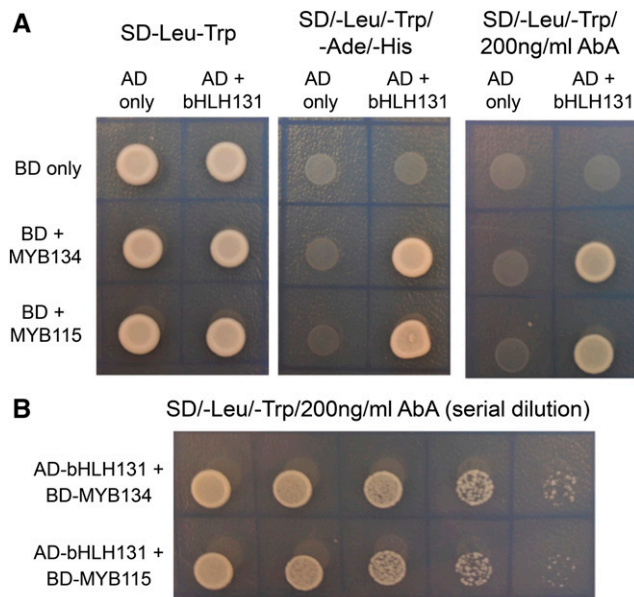 A
SD-Leu-Trp
SD/-Leu/-Trp/
-Ade/-His
SD/-Leu/-Trp/
200ng/ml AbA
AD
only
AD +
bHLH131
AD
only
AD +
bHLH131
AD
only
AD +
bHLH131
BD only
BD +
MYB134
BD +
MYB115
B
SD/-Leu/-Trp/200ng/ml AbA (serial dilution)
AD-bHLH131 +
BD-MYB134
AD-bHLH131 +
BD-MYB115